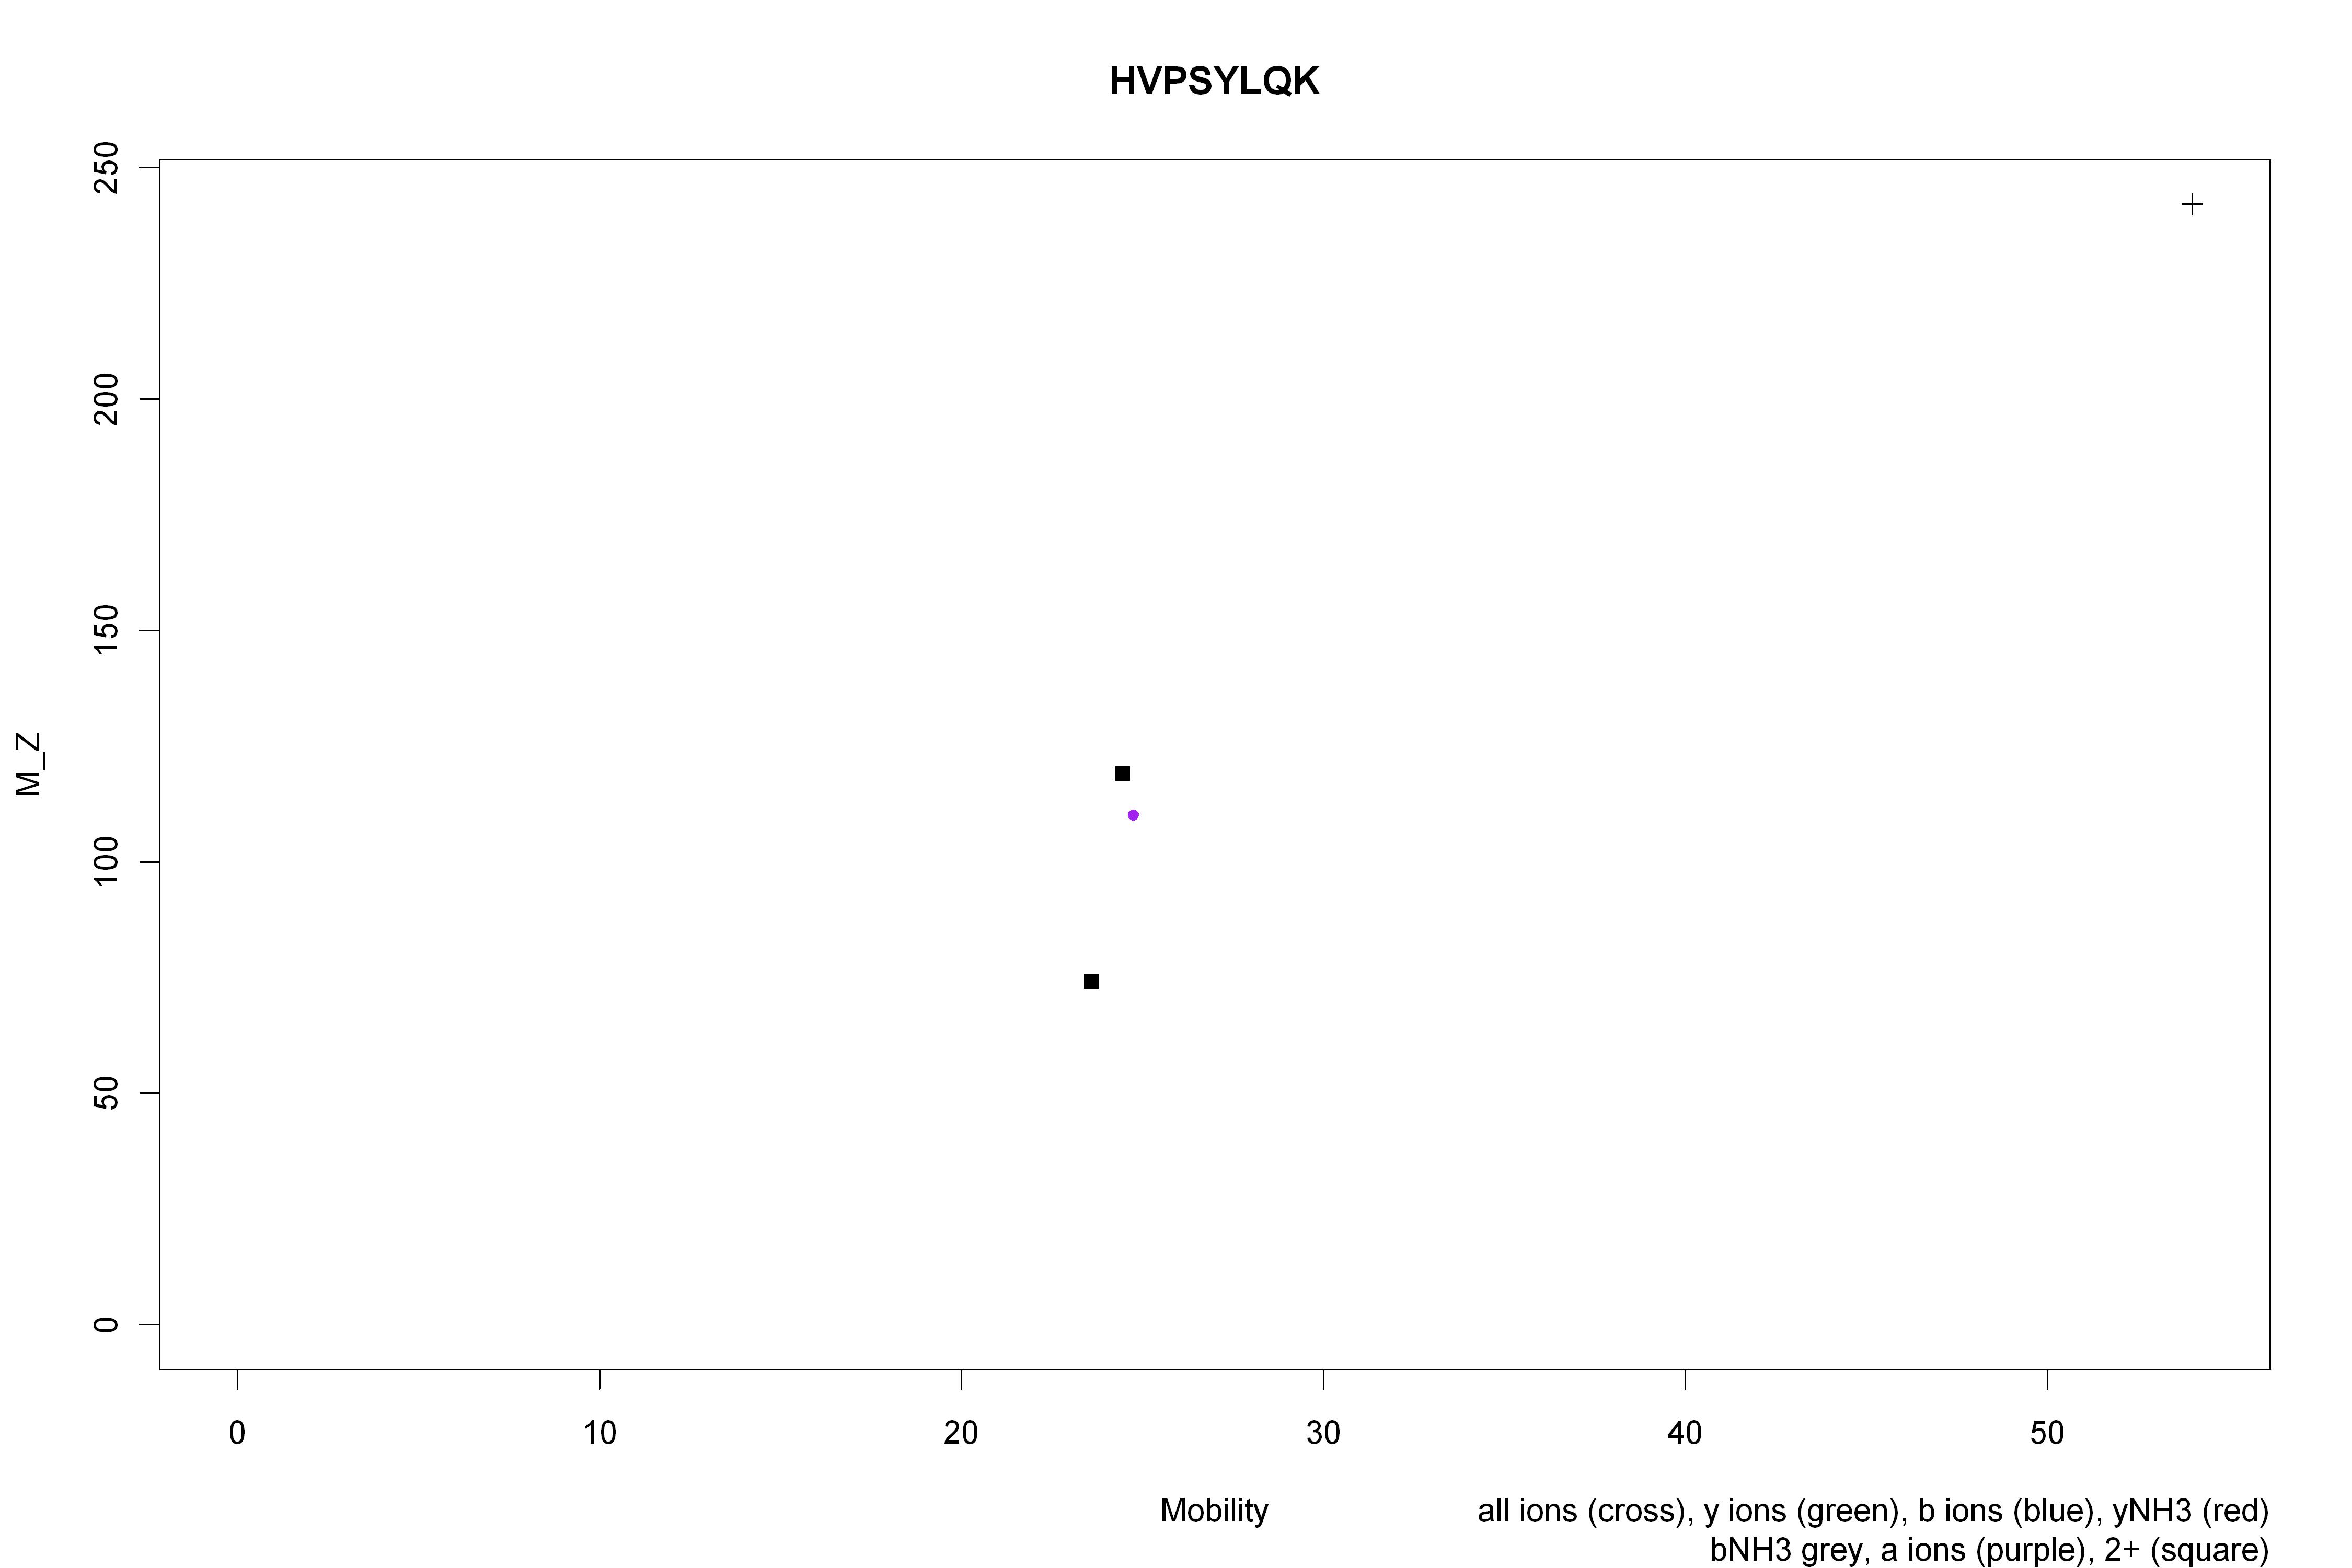 HVPSYLQK
250
200
150
100
50
0
M_Z
0 10 20 30 40 50
Mobility
all ions (cross), y ions (green), b ions (blue), yNH3 (red)
bNH3 grey, a ions (purple), 2+ (square)